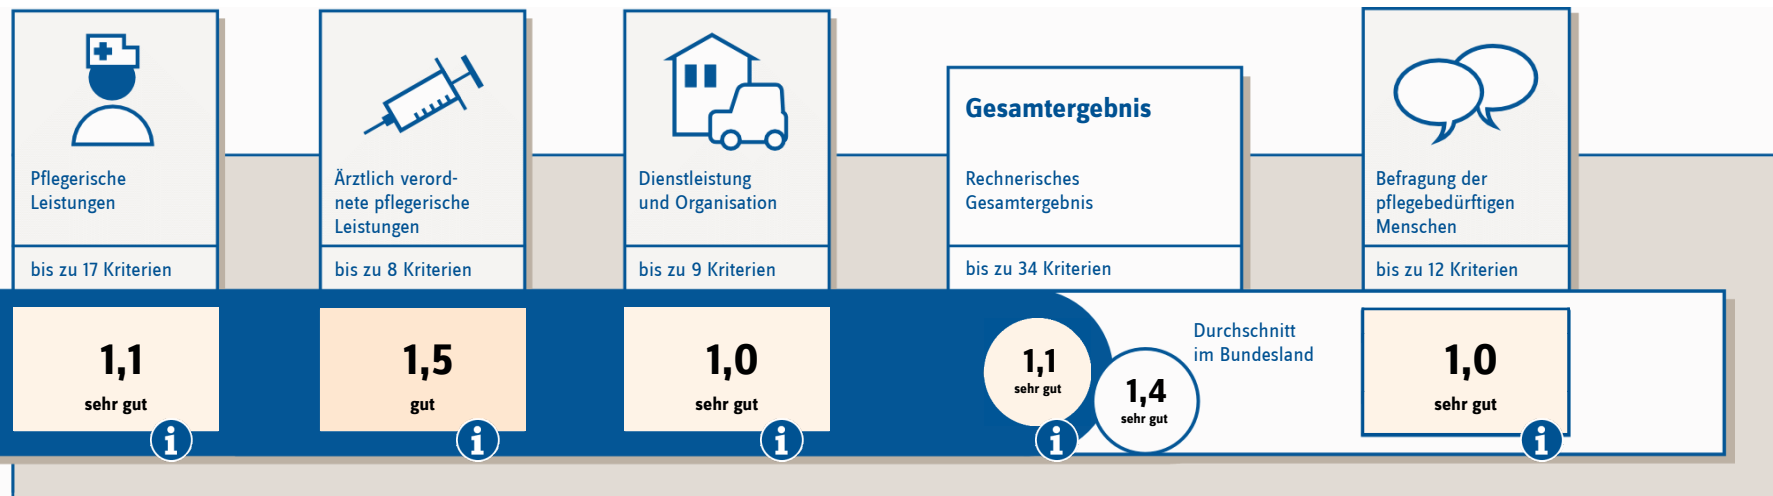 Pflegerische
Leistungen
bis zu 17 Kriterien
1,1
sehr gut
i
Ärztlich verord-
nete pflegerische
Leistungen
bis zu 8 Kriterien
1,5
gut
i
Dienstleistung
und Organisation
bis zu 9 Kriterien
1,0
sehr gut
i
Gesamtergebnis
Rechnerisches
Gesamtergebnis
bis zu 34 Kriterien
1,1
sehr gut
i
1,4
sehr gut
Durchschnitt
im Bundesland
Befragung der
pflegebedürftigen
Menschen
bis zu 12 Kriterien
1,0
sehr gut
i